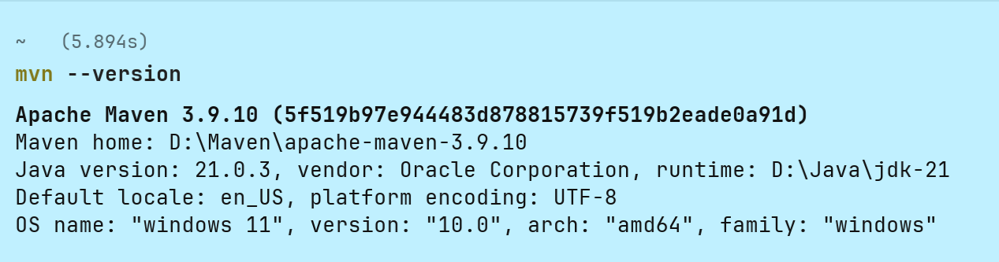 ~ (5.894s)
mvn --version
Apache Maven 3.9.10 (5f519b97e944483d878815739f519b2eade0a91d)
Maven home: D:\Maven\apache-maven-3.9.10
Java version: 21.0.3, vendor: Oracle Corporation, runtime: D:\Java\jdk-21
Default locale: en_US, platform encoding: UTF-8
OS name: "windows 11", version: "10.0", arch: "amd64", family: "windows"